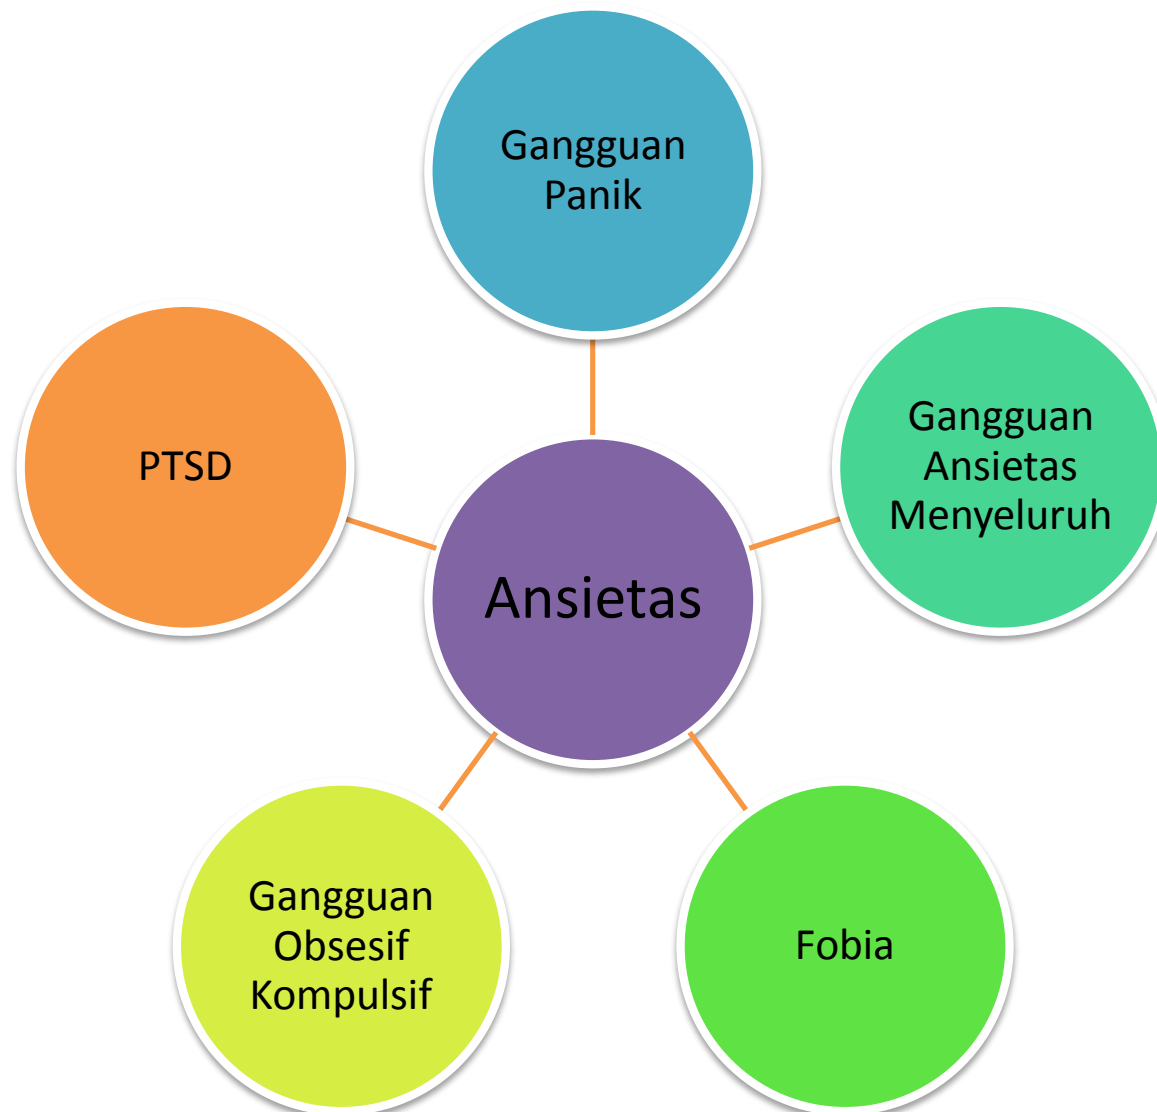 Gangguan
Panik
PTSD
Gangguan
Ansietas
Menyeluruh
Ansietas
Gangguan
Obsesif
Kompulsif
Fobia